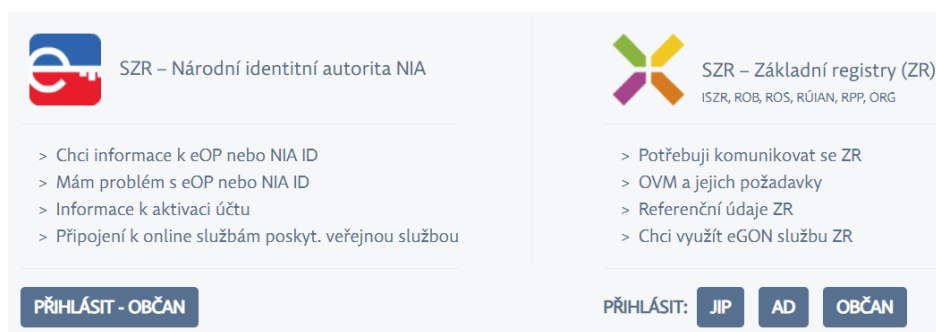 SZR – Národní identitní autorita NIA
> Chci informace k eOP nebo NIA ID
> Mám problém s eOP nebo NIA ID
> Informace k aktivaci účtu
> Připojení k online službám poskyt. veřejnou službou
PŘIHLÁSIT - OBČAN
SZR – Základní registry (ZR)
ISZR, ROB, ROS, RÚIAN, RPP, ORG
> Potřebuji komunikovat se ZR
> OVM a jejich požadavky
> Referenční údaje ZR
> Chci využít eGON službu ZR
PŘIHLÁSIT: JIP AD OBČAN